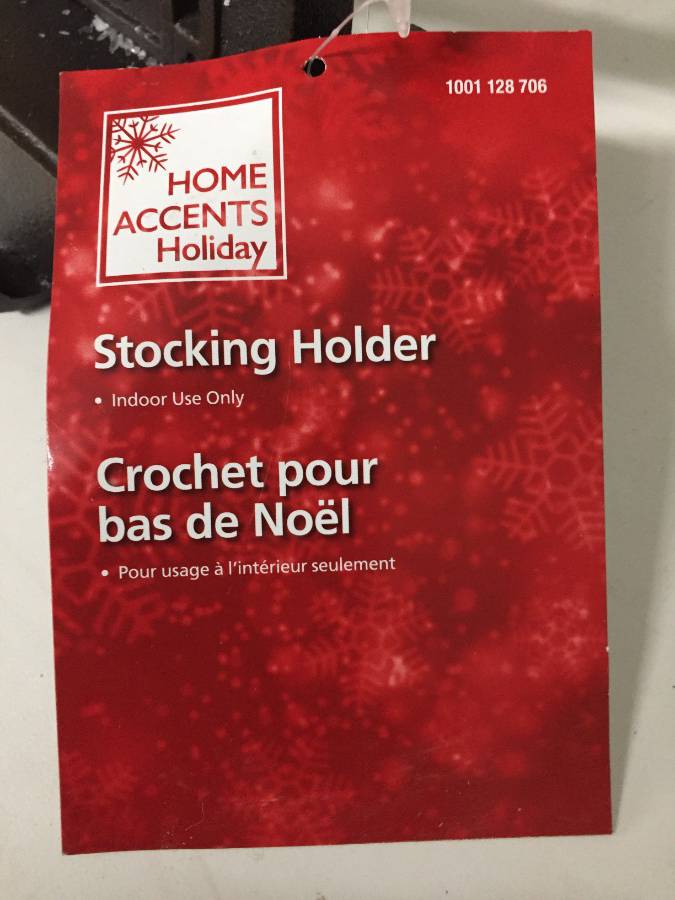 1001 128 706
HOME
ACCENTS
Holiday
Stocking Holder
• Indoor Use Only
Crochet pour
bas de Noël
• Pour usage à l'intérieur seulement